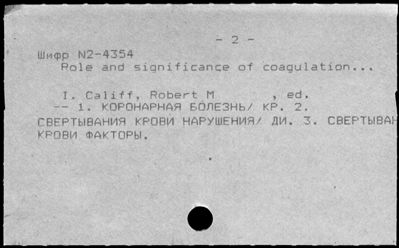 - 2 -
Шифр N2-4354
Role and significance of coagulation...
I. Califf, Robert M , ed.
-- 1. КОРОНАРНАЯ БОЛЕЗНЬ/ КР. 2.
СВЕРТЫВАНИЯ КРОВИ НАРУШЕНИЯ/ ДИ. 3. СВЕРТЫВАН
КРОВИ ФАКТОРЫ.